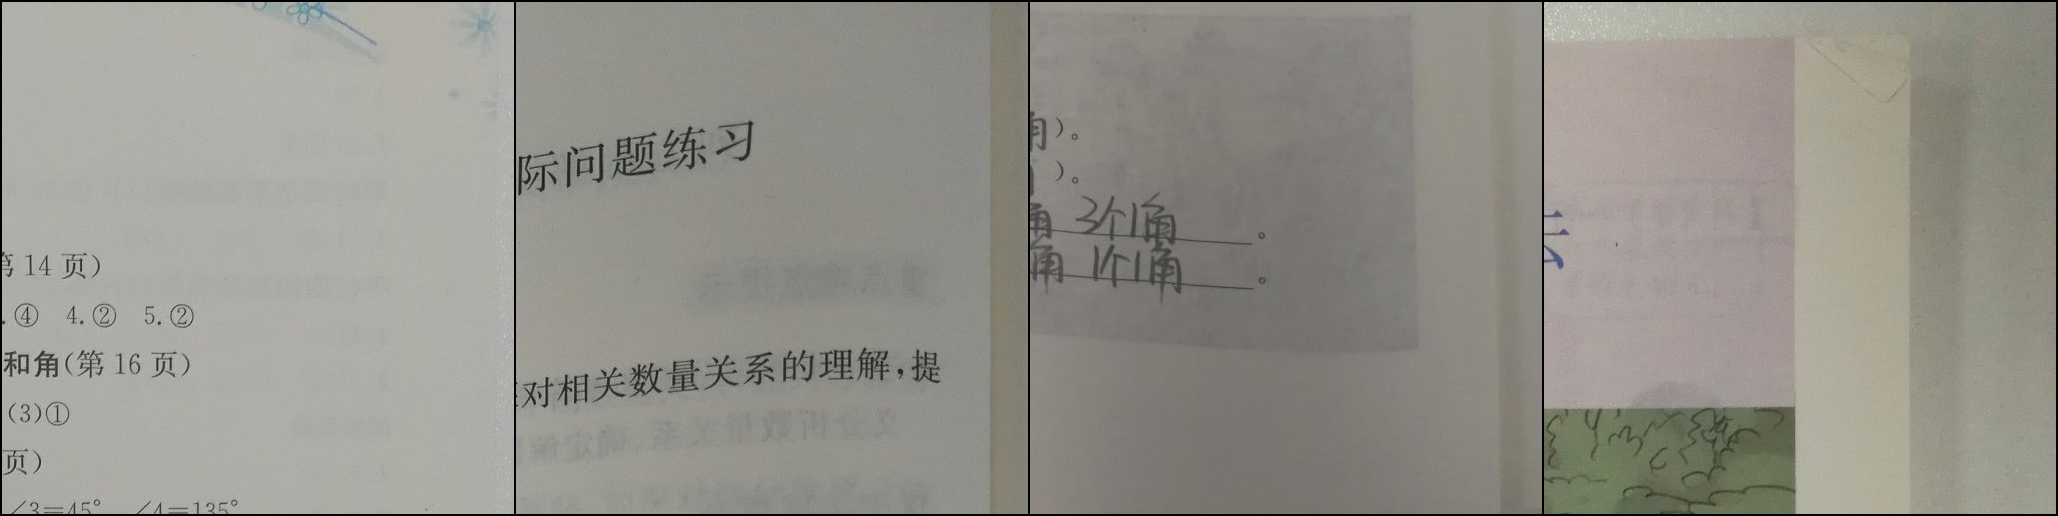 第 14 页)
.④ 4.② 5.②
和角(第 16 页)
(3)①
页)
∠3=45° ∠4=135°
际问题练习
对相关数量关系的理解,提
角)。
)。
角 3个1角 。
角 1个1角 。